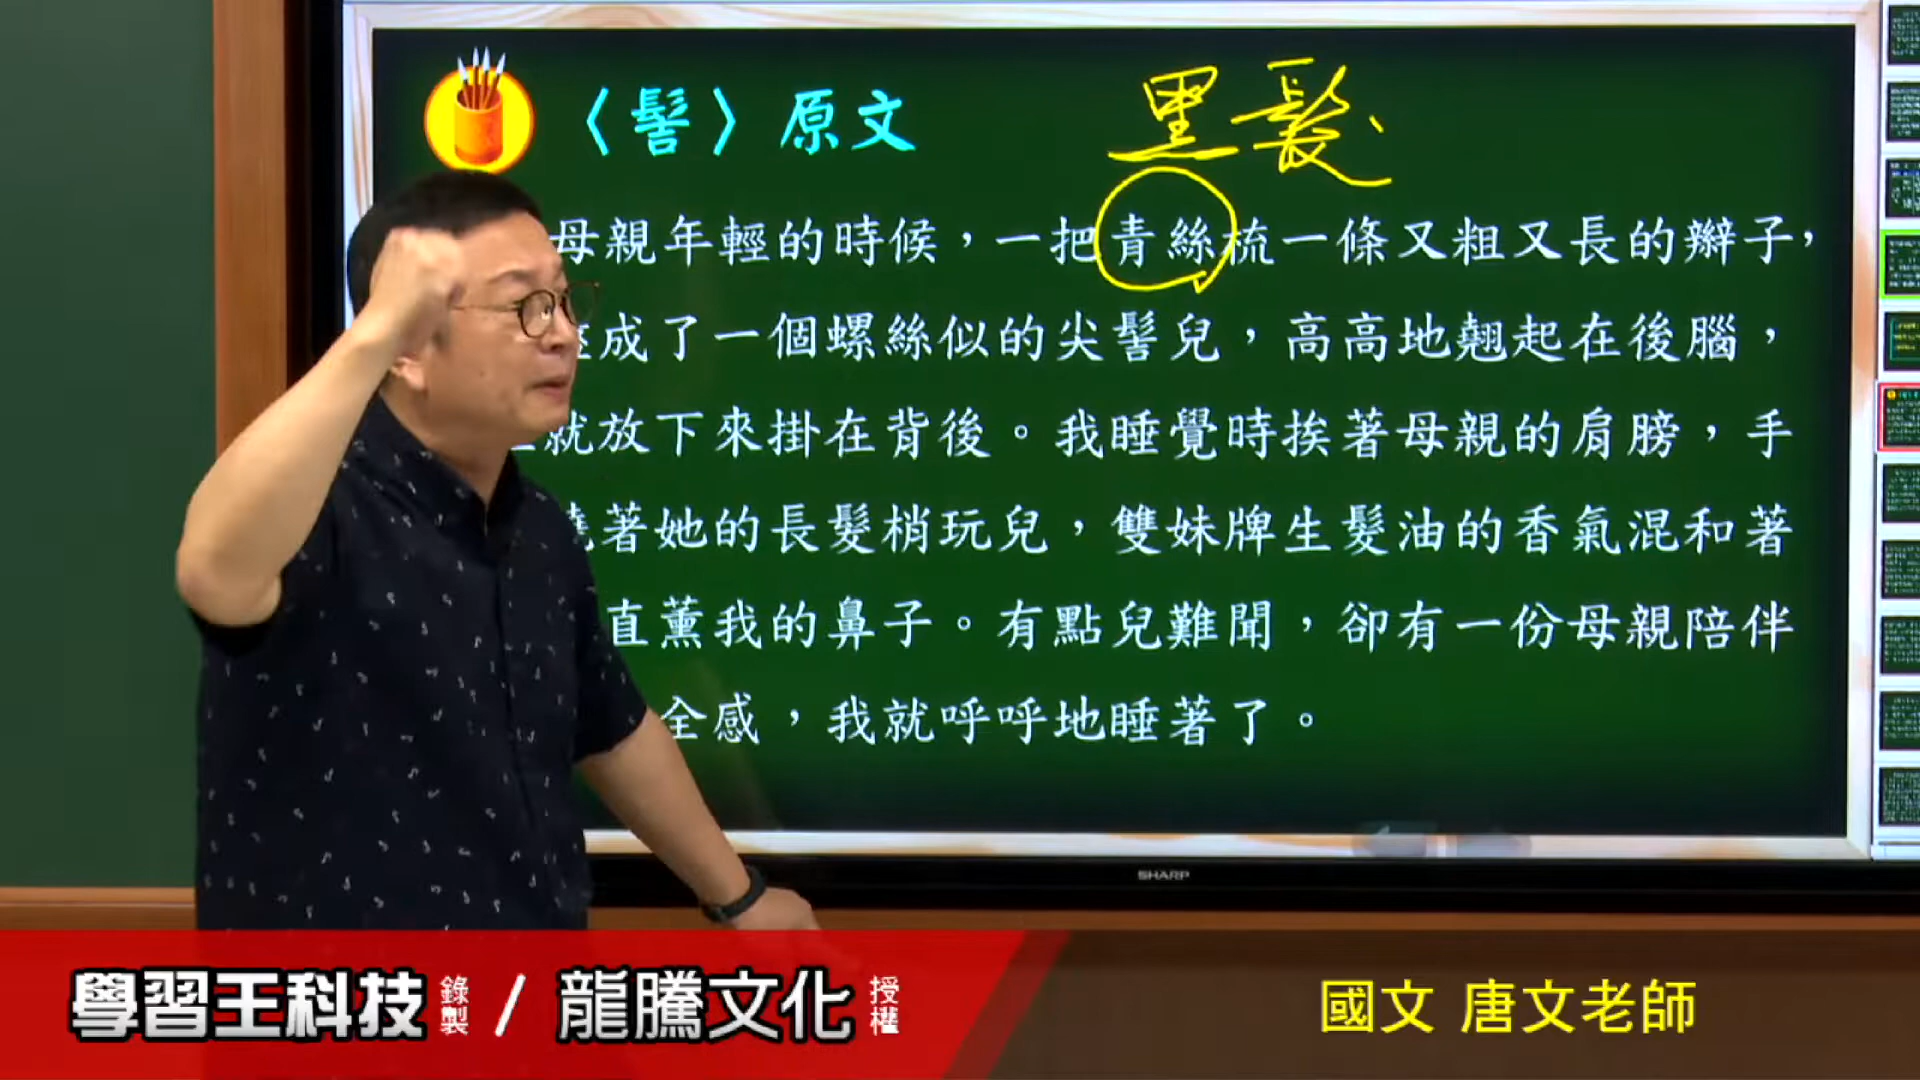 〈髻〉原文
黑髮
母親年輕的時候，一把青絲梳一條又粗又長的辮子，
成了一個螺絲似的尖髻兒，高高地翹起在後腦，
就放下來掛在背後。我睡覺時挨著母親的肩膀，手
繞著她的長髮梢玩兒，雙妹牌生髮油的香氣混和著
直薰我的鼻子。有點兒難聞，卻有一份母親陪伴
全感，我就呼呼地睡著了。
SHARP
學習王科技 錄製 / 龍騰文化 授權
國文 唐文老師